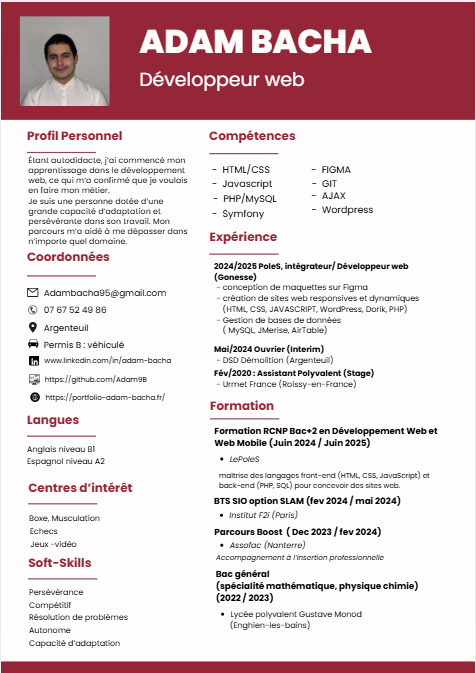 ADAM BACHA
Développeur web
Profil Personnel
Étant autodidacte, j'ai commencé mon
apprentissage dans le développement
web, ce qui m'a confirmé que je voulais
en faire mon métier.
Je suis une personne dotée d'une
grande capacité d'adaptation et
persévérante dans son travail. Mon
parcours m'a aidé à me dépasser dans
n'importe quel domaine.
Coordonnées
Adambacha95@gmail.com
07 67 52 49 86
Argenteuil
Permis B : véhiculé
www.linkedin.com/in/adam-bacha
https://github.com/Adam9B
https://portfolio-adam-bacha.fr/
Langues
Anglais niveau B1
Espagnol niveau A2
Centres d'intérêt
Boxe, Musculation
Echecs
Jeux -vidéo
Soft-Skills
Persévérance
Compétitif
Résolution de problèmes
Autonome
Capacité d'adaptation
Compétences
- HTML/CSS
- Javascript
- PHP/MySQL
- Symfony
- FIGMA
- GIT
- AJAX
- Wordpress
Expérience
2024/2025 PoleS, intégrateur/ Développeur web
(Gonesse)
- conception de maquettes sur Figma
- création de sites web responsives et dynamiques
(HTML, CSS, JAVASCRIPT, WordPress, Dorik, PHP)
- Gestion de bases de données
( MySQL, JMerise, AirTable)
Mai/2024 Ouvrier (Interim)
- DSD Démolition (Argenteuil)
Fév/2020 : Assistant Polyvalent (Stage)
- Urmet France (Roissy-en-France)
Formation
Formation RCNP Bac+2 en Développement Web et
Web Mobile (Juin 2024 / Juin 2025)
• LePoleS
maitrise des langages front-end (HTML, CSS, JavaScript) et
back-end (PHP, SQL) pour concevoir des sites web.
BTS SIO option SLAM (fev 2024 / mai 2024)
• Institut F2i (Paris)
Parcours Boost ( Dec 2023 / fev 2024)
• Assofac (Nanterre)
Accompagnement à l'insertion professionnelle
Bac général
(spécialité mathématique, physique chimie)
(2022 / 2023)
• Lycée polyvalent Gustave Monod
(Enghien-les-bains)